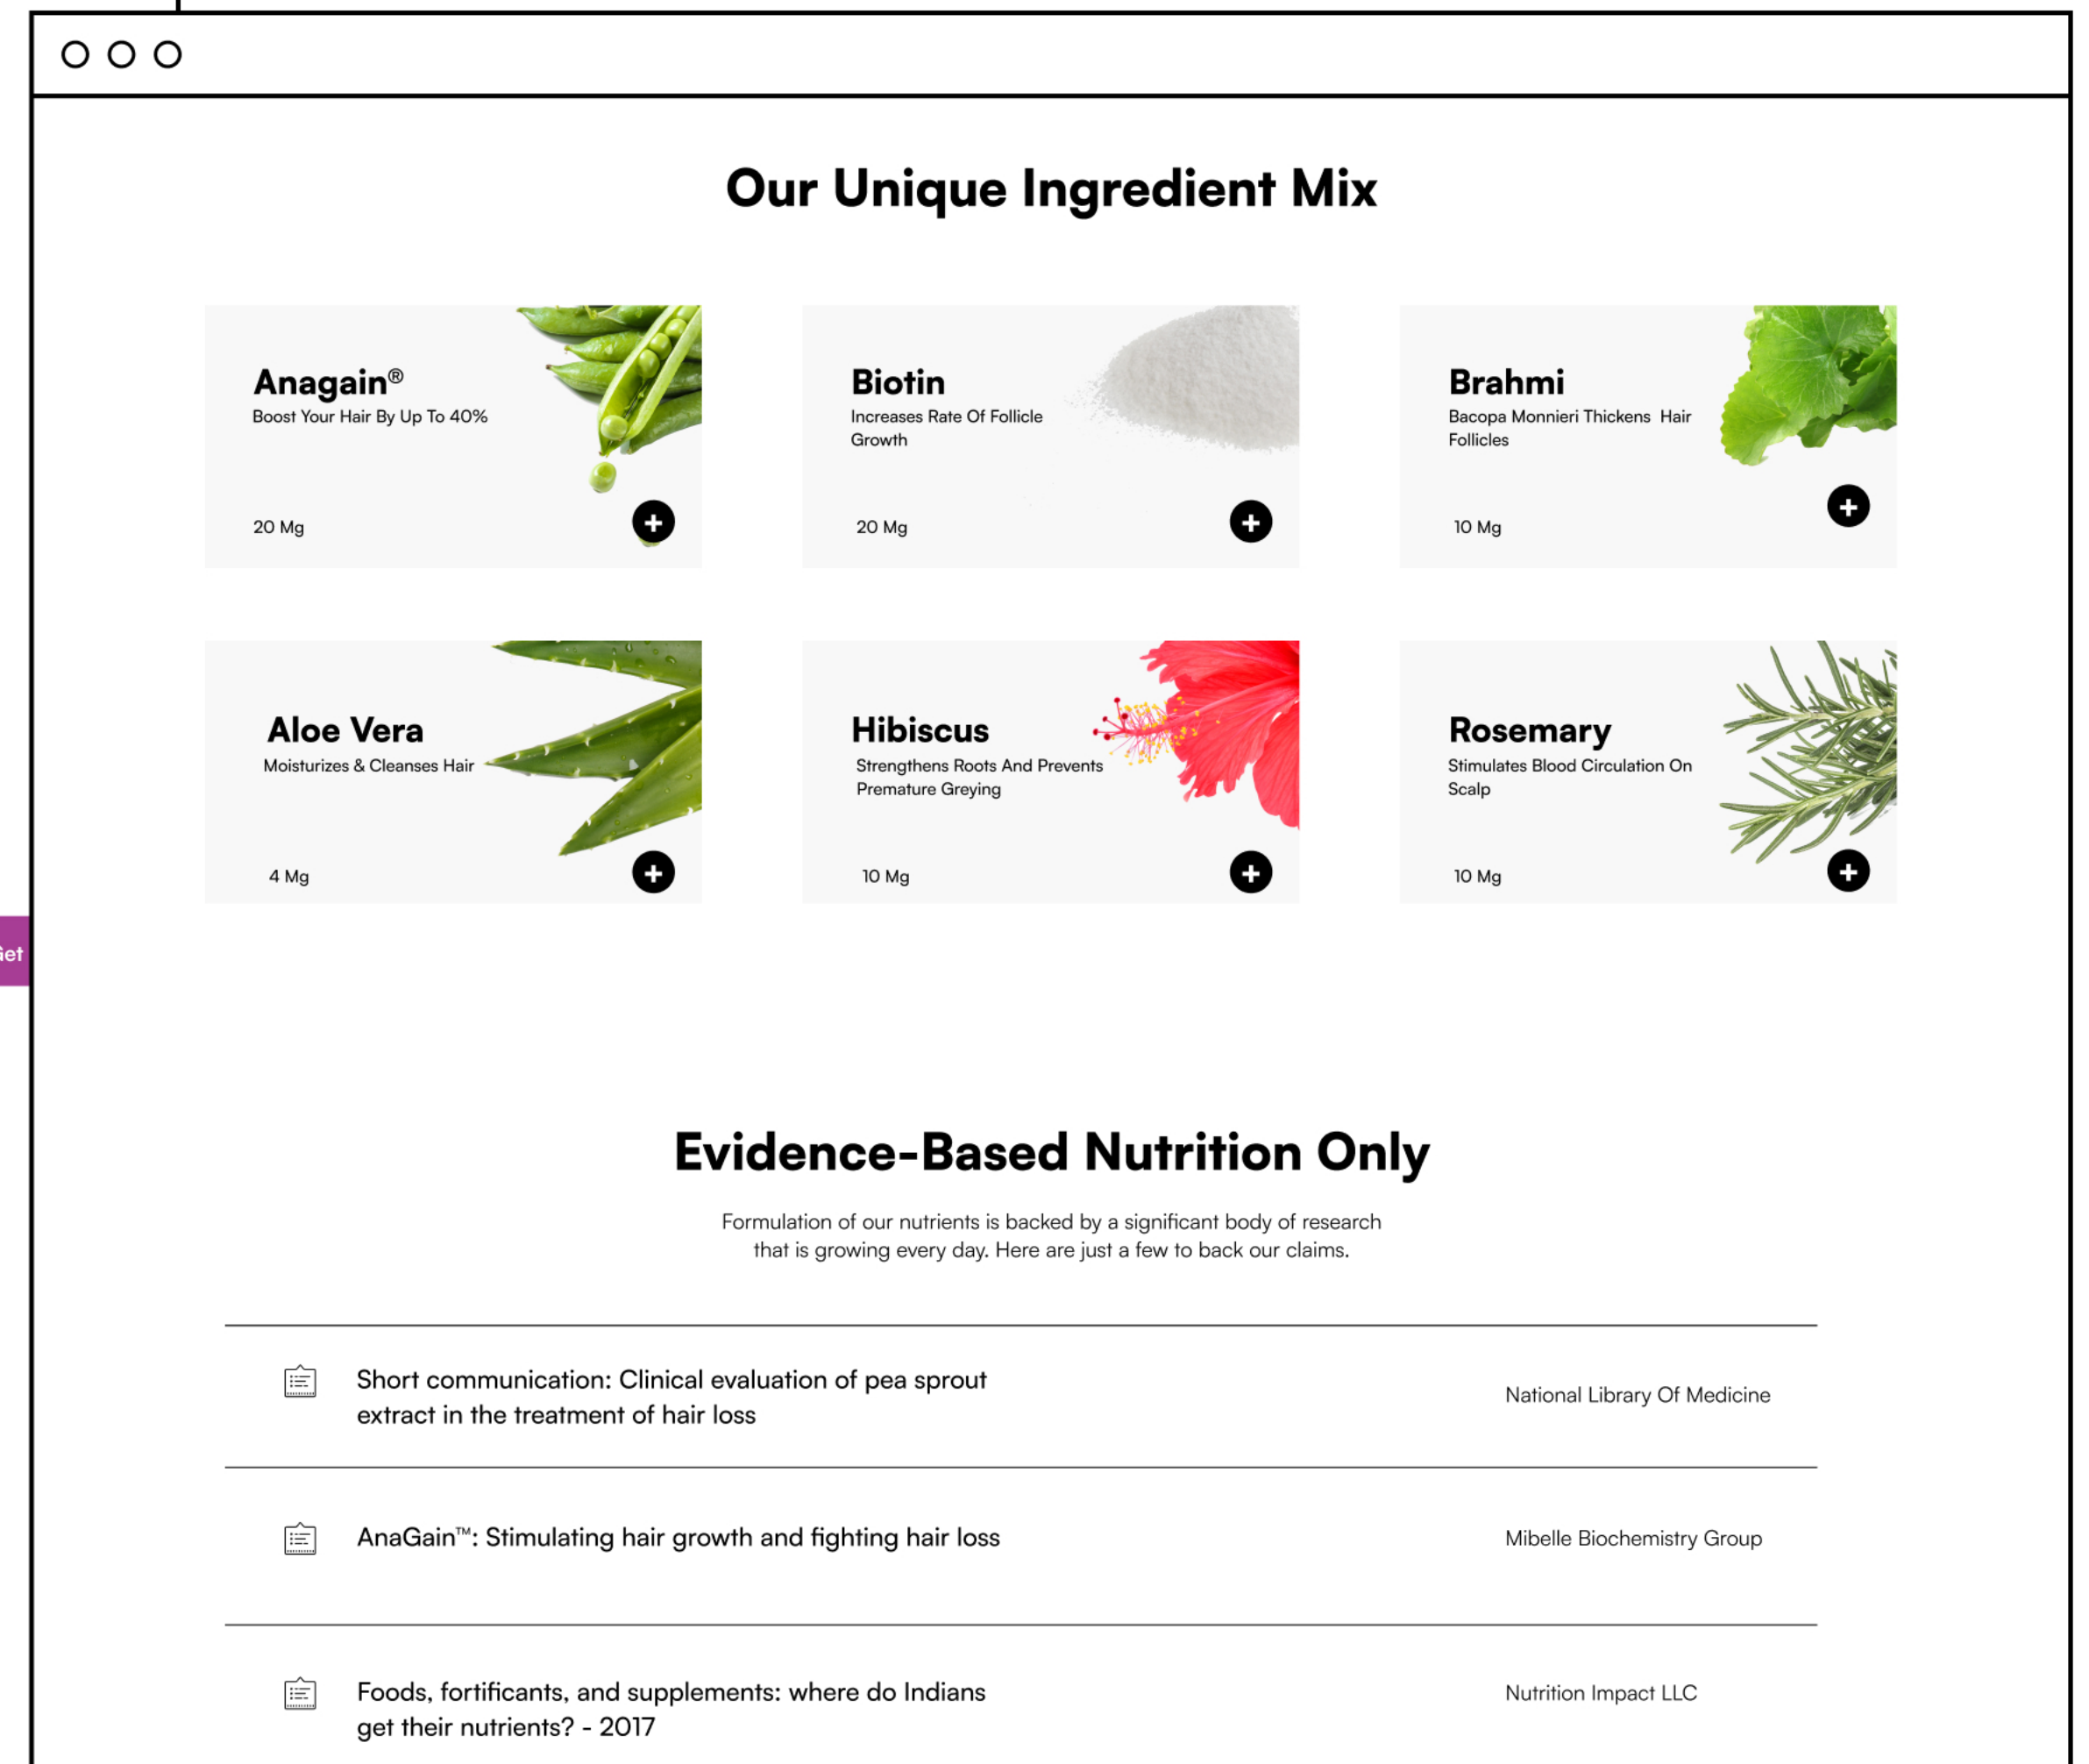 Our Unique Ingredient Mix
Anagain®
Boost Your Hair By Up To 40%
20 Mg
Biotin
Increases Rate Of Follicle
Growth
20 Mg
Brahmi
Bacopa Monnieri Thickens  Hair
Follicles
10 Mg
Aloe Vera
Moisturizes & Cleanses Hair
4 Mg
Hibiscus
Strengthens Roots And Prevents
Premature Greying
10 Mg
Rosemary
Stimulates Blood Circulation On
Scalp
10 Mg
Get
Evidence-Based Nutrition Only
Formulation of our nutrients is backed by a significant body of research
that is growing every day. Here are just a few to back our claims.
Short communication: Clinical evaluation of pea sprout
extract in the treatment of hair loss
National Library Of Medicine
AnaGain™: Stimulating hair growth and fighting hair loss
Mibelle Biochemistry Group
Foods, fortificants, and supplements: where do Indians
get their nutrients? - 2017
Nutrition Impact LLC